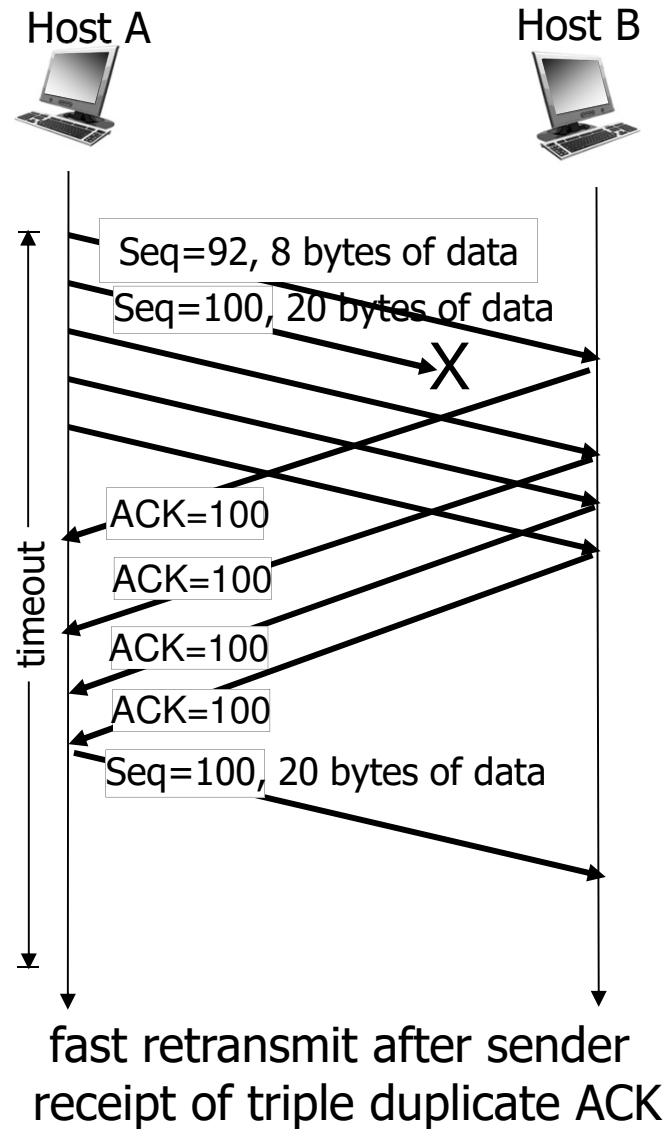 Host A
Host B
Seq=92, 8 bytes of data
Seq=100, 20 bytes of data
X
ACK=100
ACK=100
ACK=100
ACK=100
timeout
Seq=100, 20 bytes of data
fast retransmit after sender
receipt of triple duplicate ACK